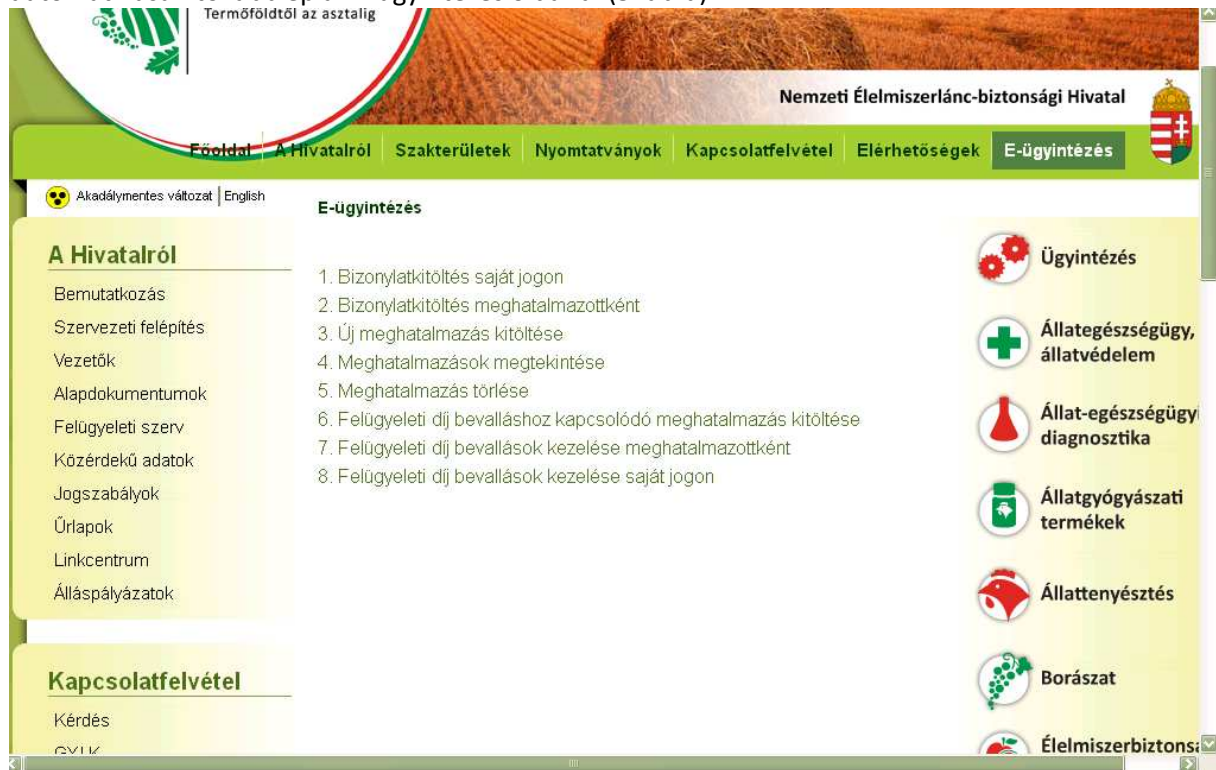 Termőföldtől az asztalig
Nemzeti Élelmiszerlánc-biztonsági Hivatal
Főoldal
A Hivatalról
Szakterületek
Nyomtatványok
Kapcsolatfelvétel
Elérhetőségek
E-ügyintézés
Akadálymentes változat | English
E-ügyintézés
A Hivatalról
Bemutatkozás
Szervezeti felépítés
Vezetők
Alapdokumentumok
Felügyeleti szerv
Közérdekű adatok
Jogszabályok
Űrlapok
Linkcentrum
Álláspályázatok
Kapcsolatfelvétel
Kérdés
1. Bizonylatkitöltés saját jogon
2. Bizonylatkitöltés meghatalmazottként
3. Új meghatalmazás kitöltése
4. Meghatalmazások megtekintése
5. Meghatalmazás törlése
6. Felügyeleti díj bevalláshoz kapcsolódó meghatalmazás kitöltése
7. Felügyeleti díj bevallások kezelése meghatalmazottként
8. Felügyeleti díj bevallások kezelése saját jogon
Ügyintézés
Állategészségügy,
állatvédelem
Állat-egészségügyi
diagnosztika
Állatgyógyászati
termékek
Állattenyésztés
Borászat
Élelmiszerbiztonsá